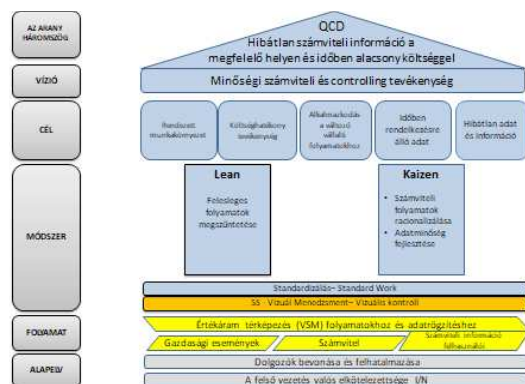 AZ ARANY
HÁROMSZÖG
QCD
Hibátlan számviteli információ a
megfelelő helyen és időben alacsony költséggel
VÍZIÓ
Minőségi számviteli és controlling tevékenység
CÉL
Rendezett
munkakörnyezet
Költséghatékony
tevékenység
Alkalmazkodás
a változó
vállalati
folyamatokhoz
Időben
rendelkezésre
álló adat
Hibátlan adat
és információ
MÓDSZER
Lean
Felesleges
folyamatok
megszűntetése
Kaizen
• Számviteli
folyamatok
racionalizálása
• Adatminőség
fejlesztése
Standardizálás– Standard Work
5S - Vizuál Menedzsment– Vizuális kontroll
FOLYAMAT
Értékáram térképezés (VSM) folyamatokhoz és adatrögzítéshez
Gazdasági események
Számvitel
Számviteli információ
felhasználói
ALAPELV
Dolgozók bevonása és felhatalmazása
A felső vezetés valós elkötelezettsége I/N